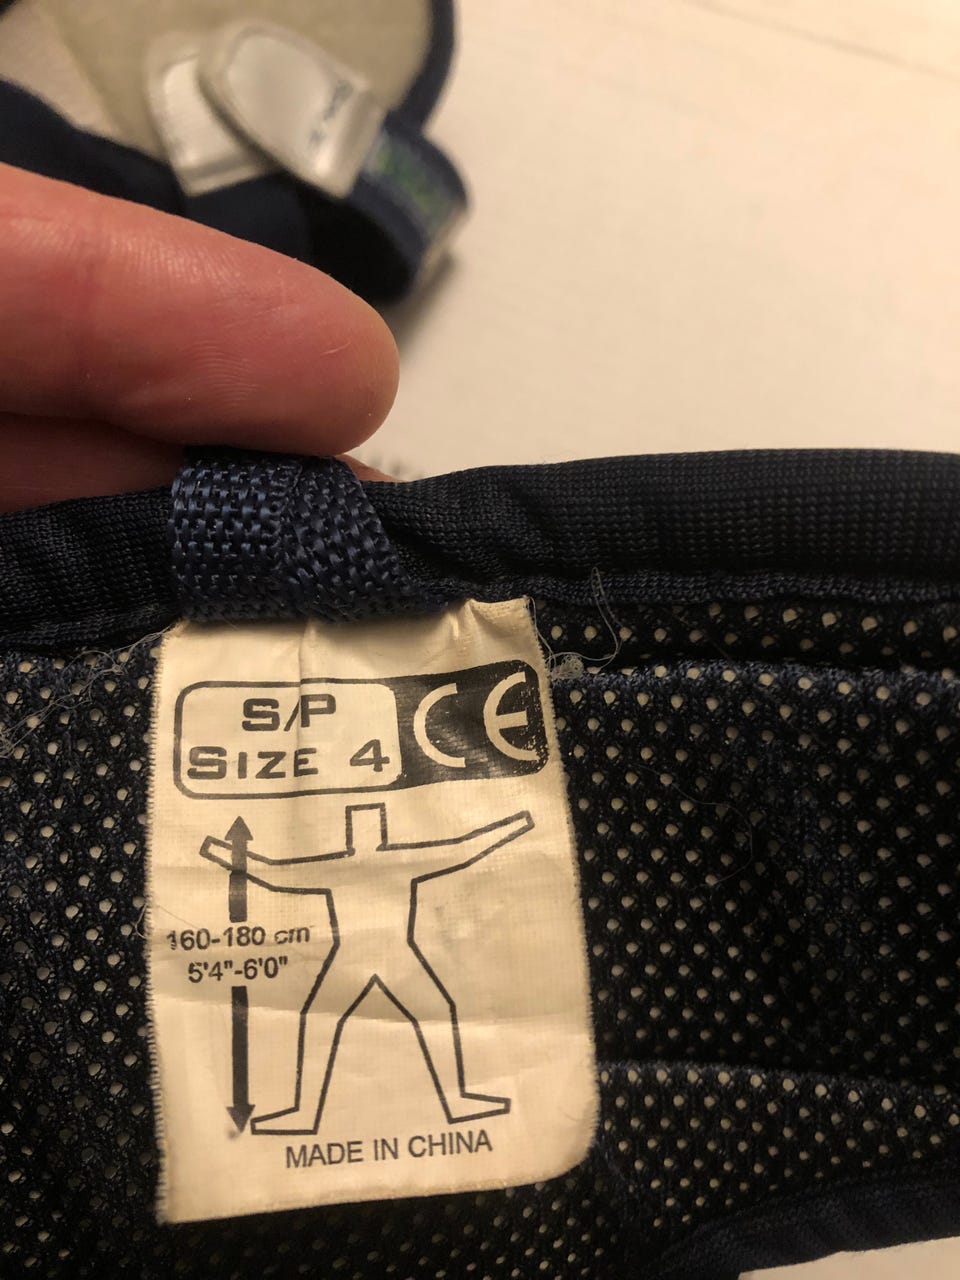 S/P
SIZE 4
CE
160-180 cm
5'4"-6'0"
MADE IN CHINA